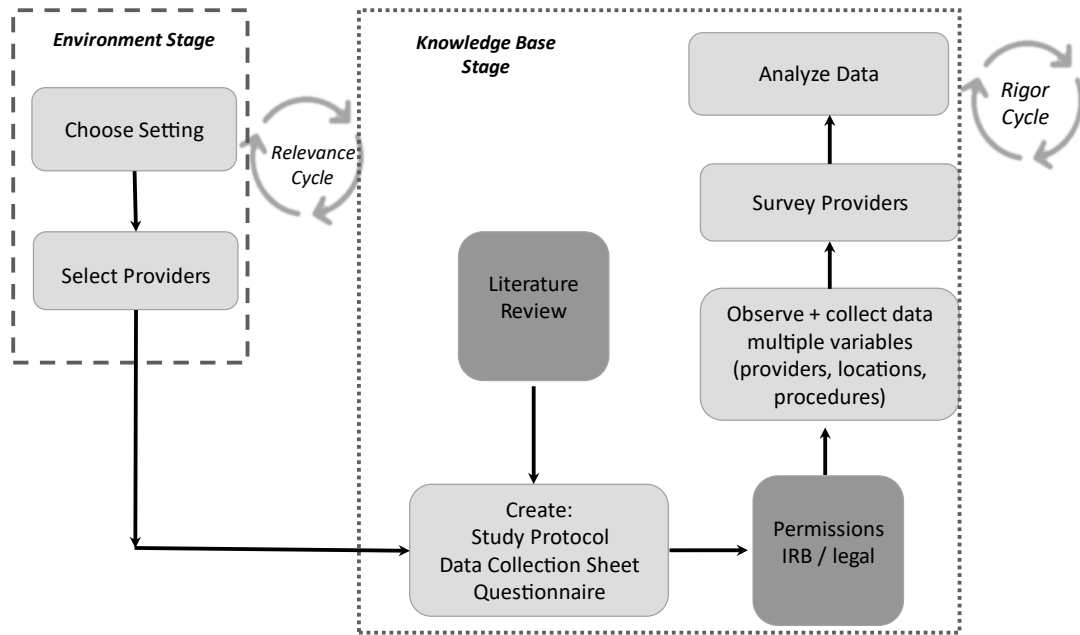 Environment Stage
Choose Setting
Select Providers
Relevance
Cycle
Knowledge Base
Stage
Literature
Review
Create:
Study Protocol
Data Collection Sheet
Questionnaire
Permissions
IRB / legal
Observe + collect data
multiple variables
(providers, locations,
procedures)
Survey Providers
Analyze Data
Rigor
Cycle